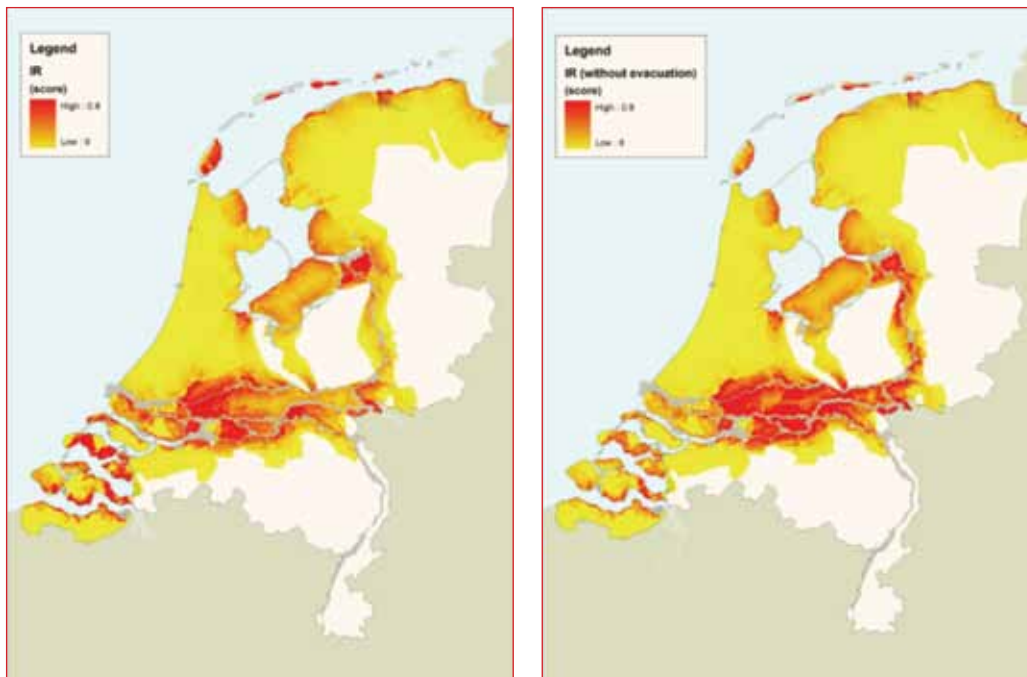 Legend
IR
(score)
High : 0.8
Low : 0
Legend
IR (without evacuation)
(score)
High : 0.8
Low : 0